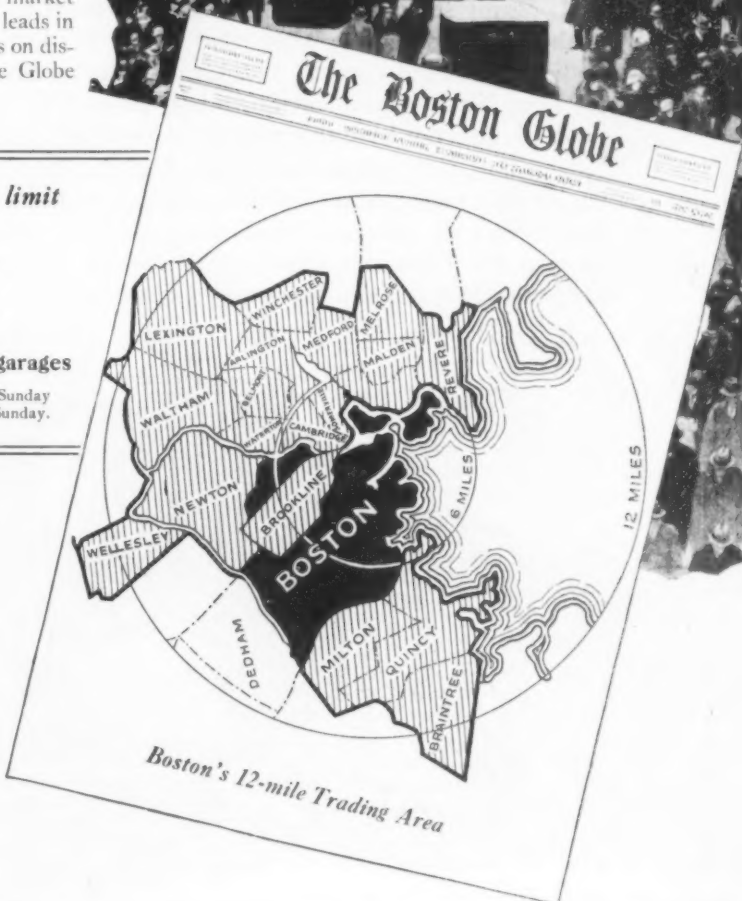 market
leads in
s on dis-
e Globe
limit
garages
Sunday
Sunday.
The Boston Globe
WINCHESTER
LEXINGTON
MELROSE
MEDFORD
ARLINGTON
MALDEN
REVERE
BELMONT
WALTHAM
WATERTOWN
CAMBRIDGE
NEWTON
BROOKLINE
6 MILES
12 MILES
WELLESLEY
BOSTON
DEDHAM
MILTON
QUINCY
BRAINTREE
Boston's 12-mile Trading Area